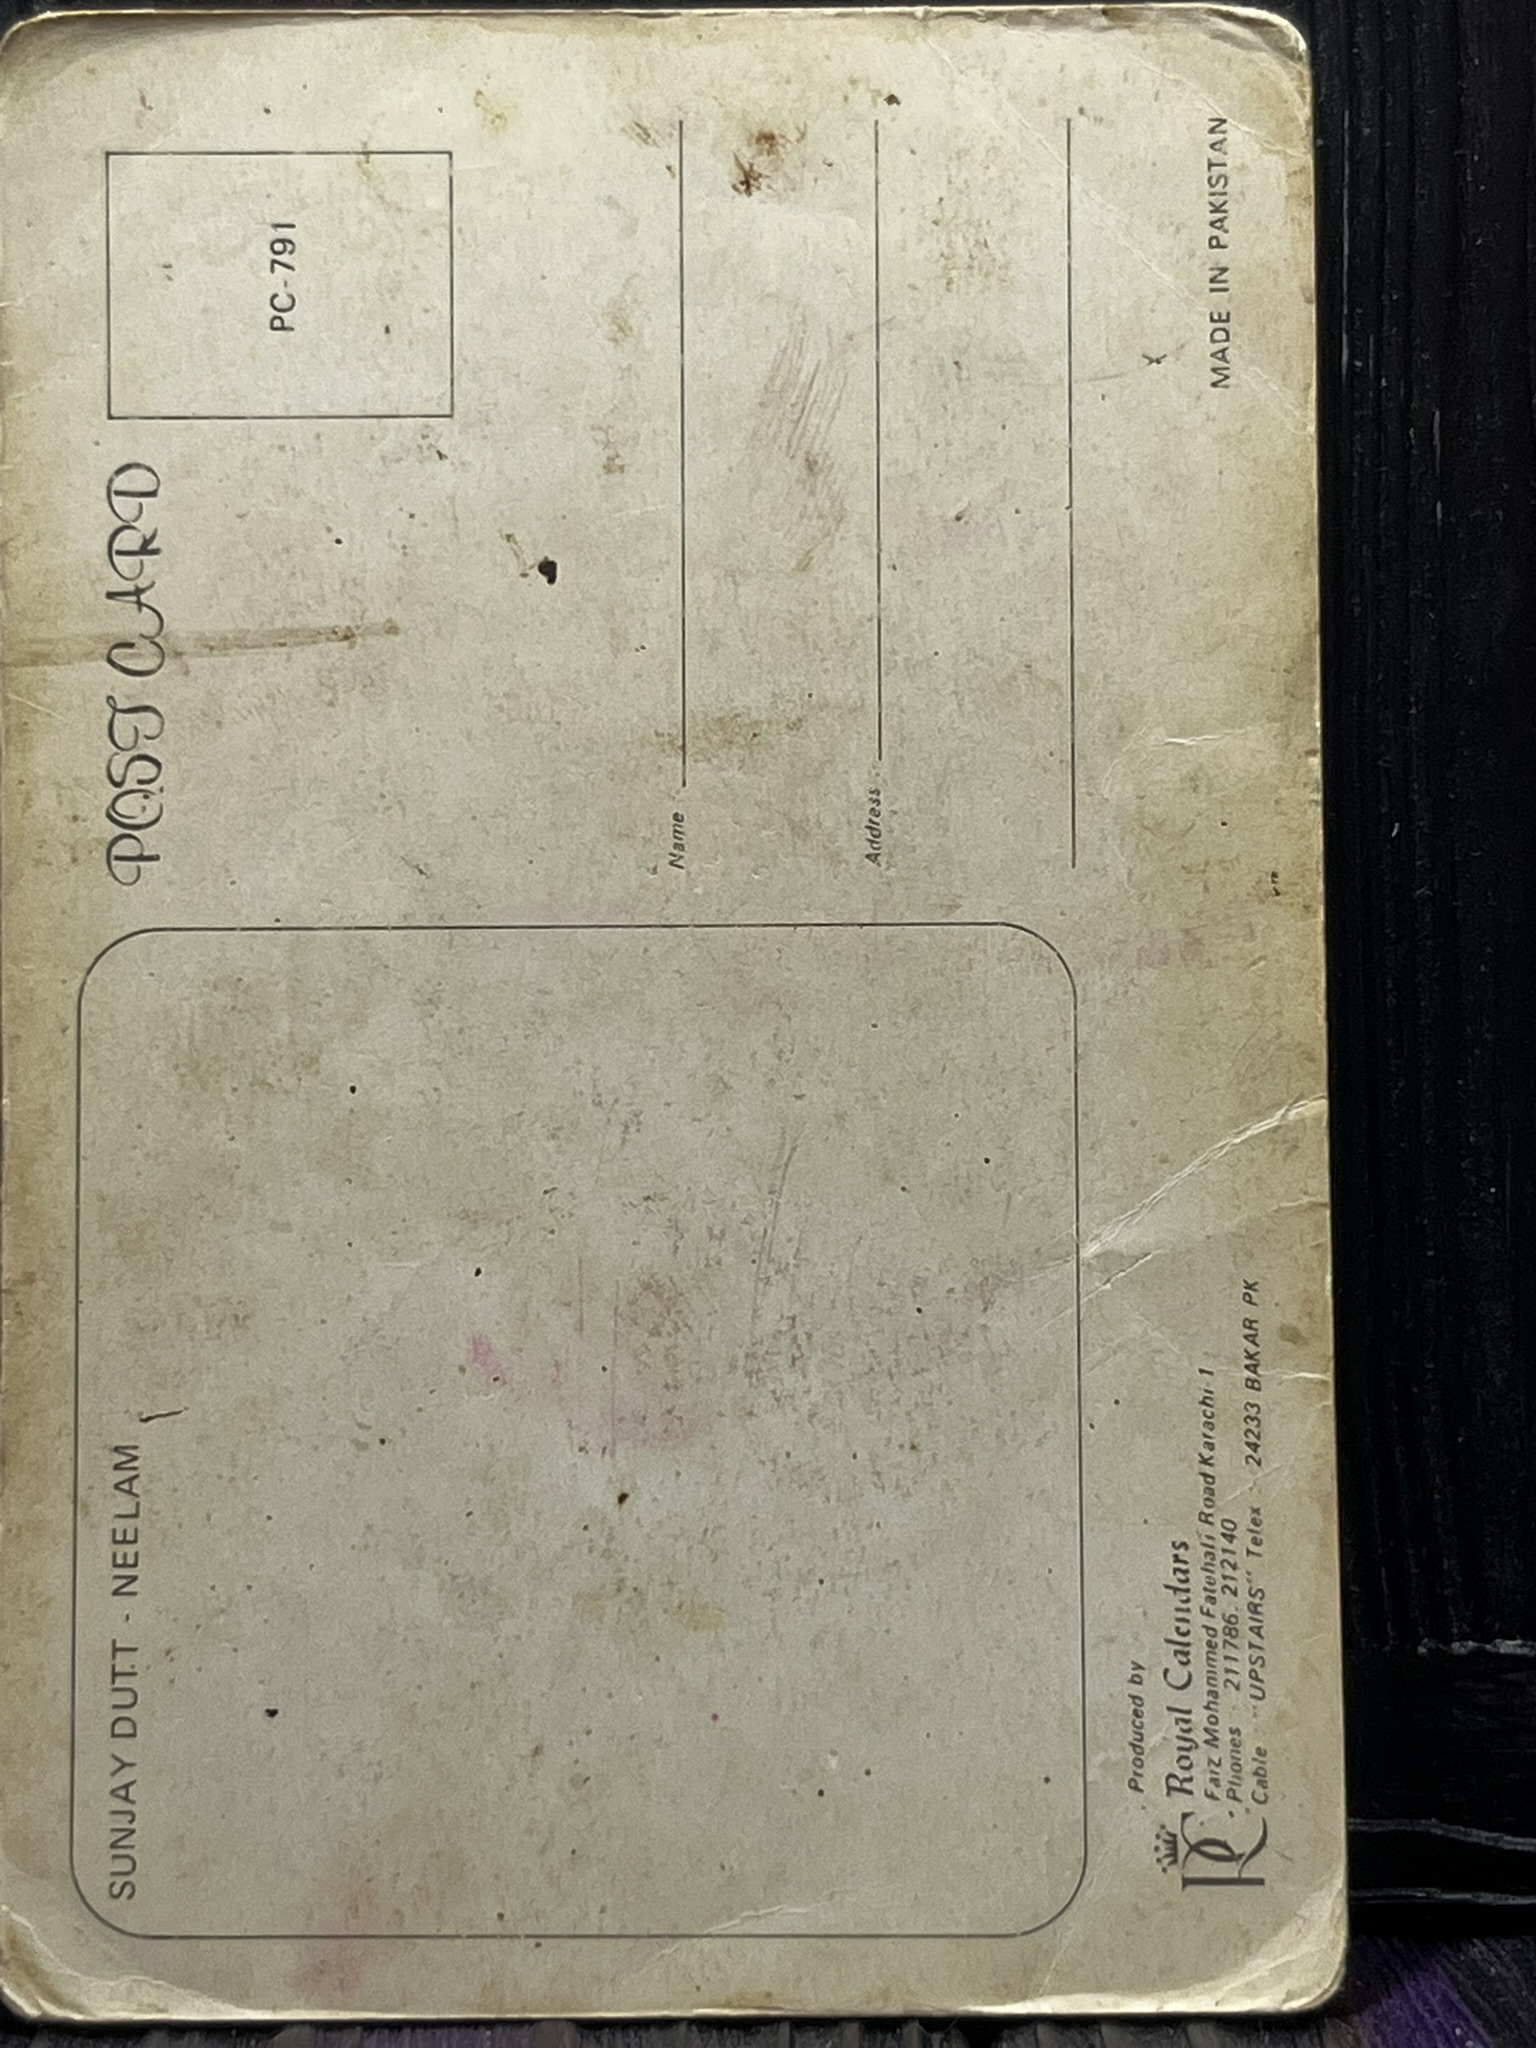 SUNJAY DUTT - NEELAM
POST CARD
PC-791
Name
Address
Produced by
RC Royal Calendars
Faiz Mohammed Fatehali Road Karachi 1
Phones : 211786. 212140
Cable : "UPSTAIRS" Telex : 24233 BAKAR PK
MADE IN PAKISTAN